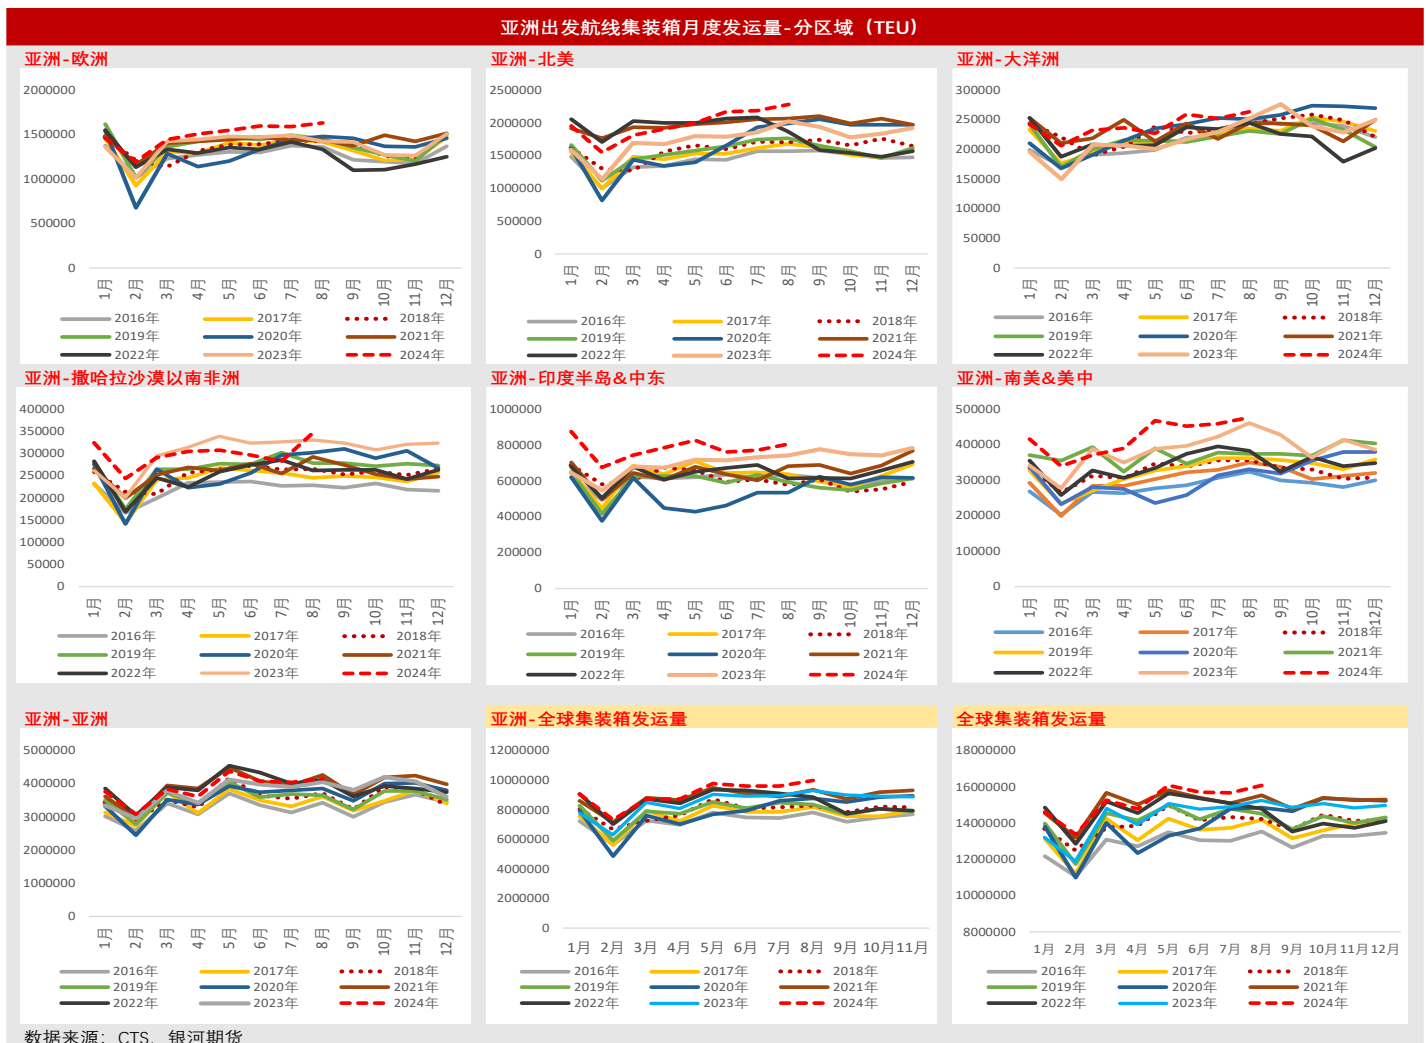 亚洲出发航线集装箱月度发运量-分区域（TEU）
亚洲-欧洲
2000000
1500000
1000000
500000
0
1月 2月 3月 4月 5月 6月 7月 8月 9月 10月 11月 12月
2016年 2017年 2018年
2019年 2020年 2021年
2022年 2023年 2024年
亚洲-北美
2500000
2000000
1500000
1000000
500000
0
1月 2月 3月 4月 5月 6月 7月 8月 9月 10月 11月 12月
2016年 2017年 2018年
2019年 2020年 2021年
2022年 2023年 2024年
亚洲-大洋洲
300000
250000
200000
150000
100000
50000
0
1月 2月 3月 4月 5月 6月 7月 8月 9月 10月 11月 12月
2016年 2017年 2018年
2019年 2020年 2021年
2022年 2023年 2024年
亚洲-撒哈拉沙漠以南非洲
400000
350000
300000
250000
200000
150000
100000
50000
0
1月 2月 3月 4月 5月 6月 7月 8月 9月 10月 11月 12月
2016年 2017年 2018年
2019年 2020年 2021年
2022年 2023年 2024年
亚洲-印度半岛&中东
1000000
800000
600000
400000
200000
0
1月 2月 3月 4月 5月 6月 7月 8月 9月 10月 11月 12月
2016年 2017年 2018年
2019年 2020年 2021年
2022年 2023年 2024年
亚洲-南美&美中
500000
400000
300000
200000
100000
0
1月 2月 3月 4月 5月 6月 7月 8月 9月 10月 11月 12月
2016年 2017年 2018年
2019年 2020年 2021年
2022年 2023年 2024年
亚洲-亚洲
5000000
4000000
3000000
2000000
1000000
0
1月 2月 3月 4月 5月 6月 7月 8月 9月 10月 11月 12月
2016年 2017年 2018年
2019年 2020年 2021年
2022年 2023年 2024年
亚洲-全球集装箱发运量
12000000
10000000
8000000
6000000
4000000
2000000
0
1月 2月 3月 4月 5月 6月 7月 8月 9月 10月 11月
2016年 2017年 2018年
2019年 2020年 2021年
2022年 2023年 2024年
全球集装箱发运量
18000000
16000000
14000000
12000000
10000000
8000000
1月 2月 3月 4月 5月 6月 7月 8月 9月 10月 11月 12月
2016年 2017年 2018年
2019年 2020年 2021年
2022年 2023年 2024年
数据来源：CTS，银河期货